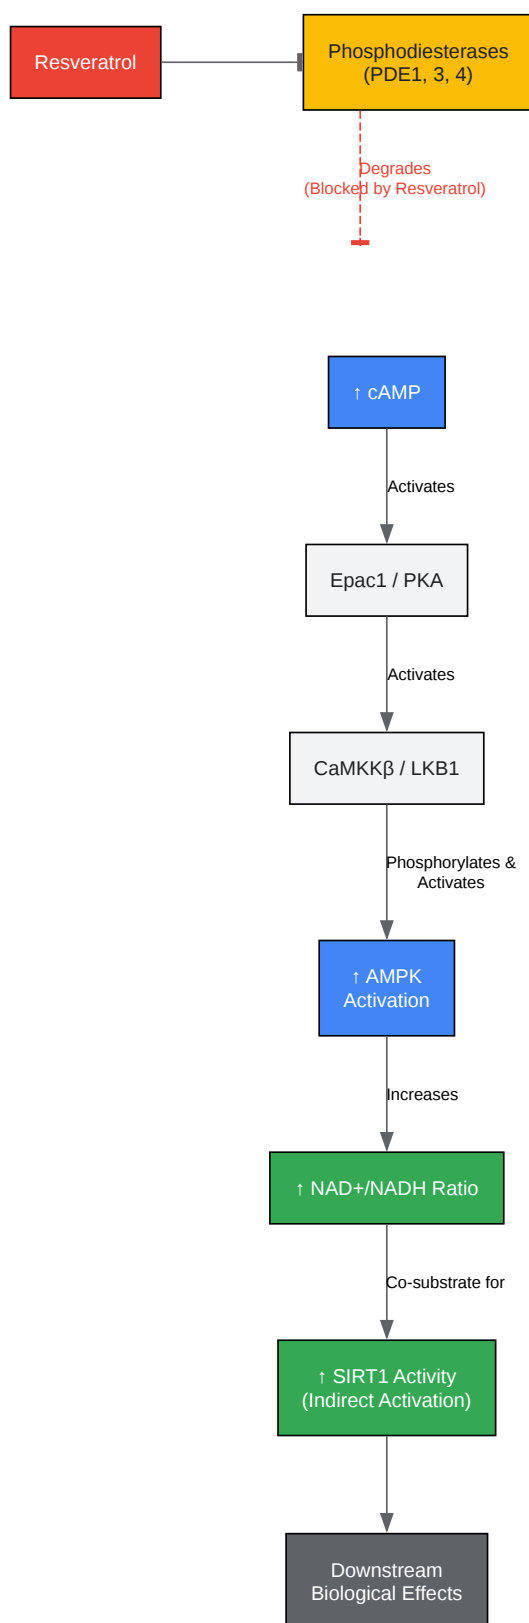 Resveratrol
Phosphodiesterases
(PDE1, 3, 4)
Degrades
(Blocked by Resveratrol)
↑ cAMP
Activates
Epac1 / PKA
Activates
CaMKKβ / LKB1
Phosphorylates &
Activates
↑ AMPK
Activation
Increases
↑ NAD+/NADH Ratio
Co-substrate for
↑ SIRT1 Activity
(Indirect Activation)
Downstream
Biological Effects